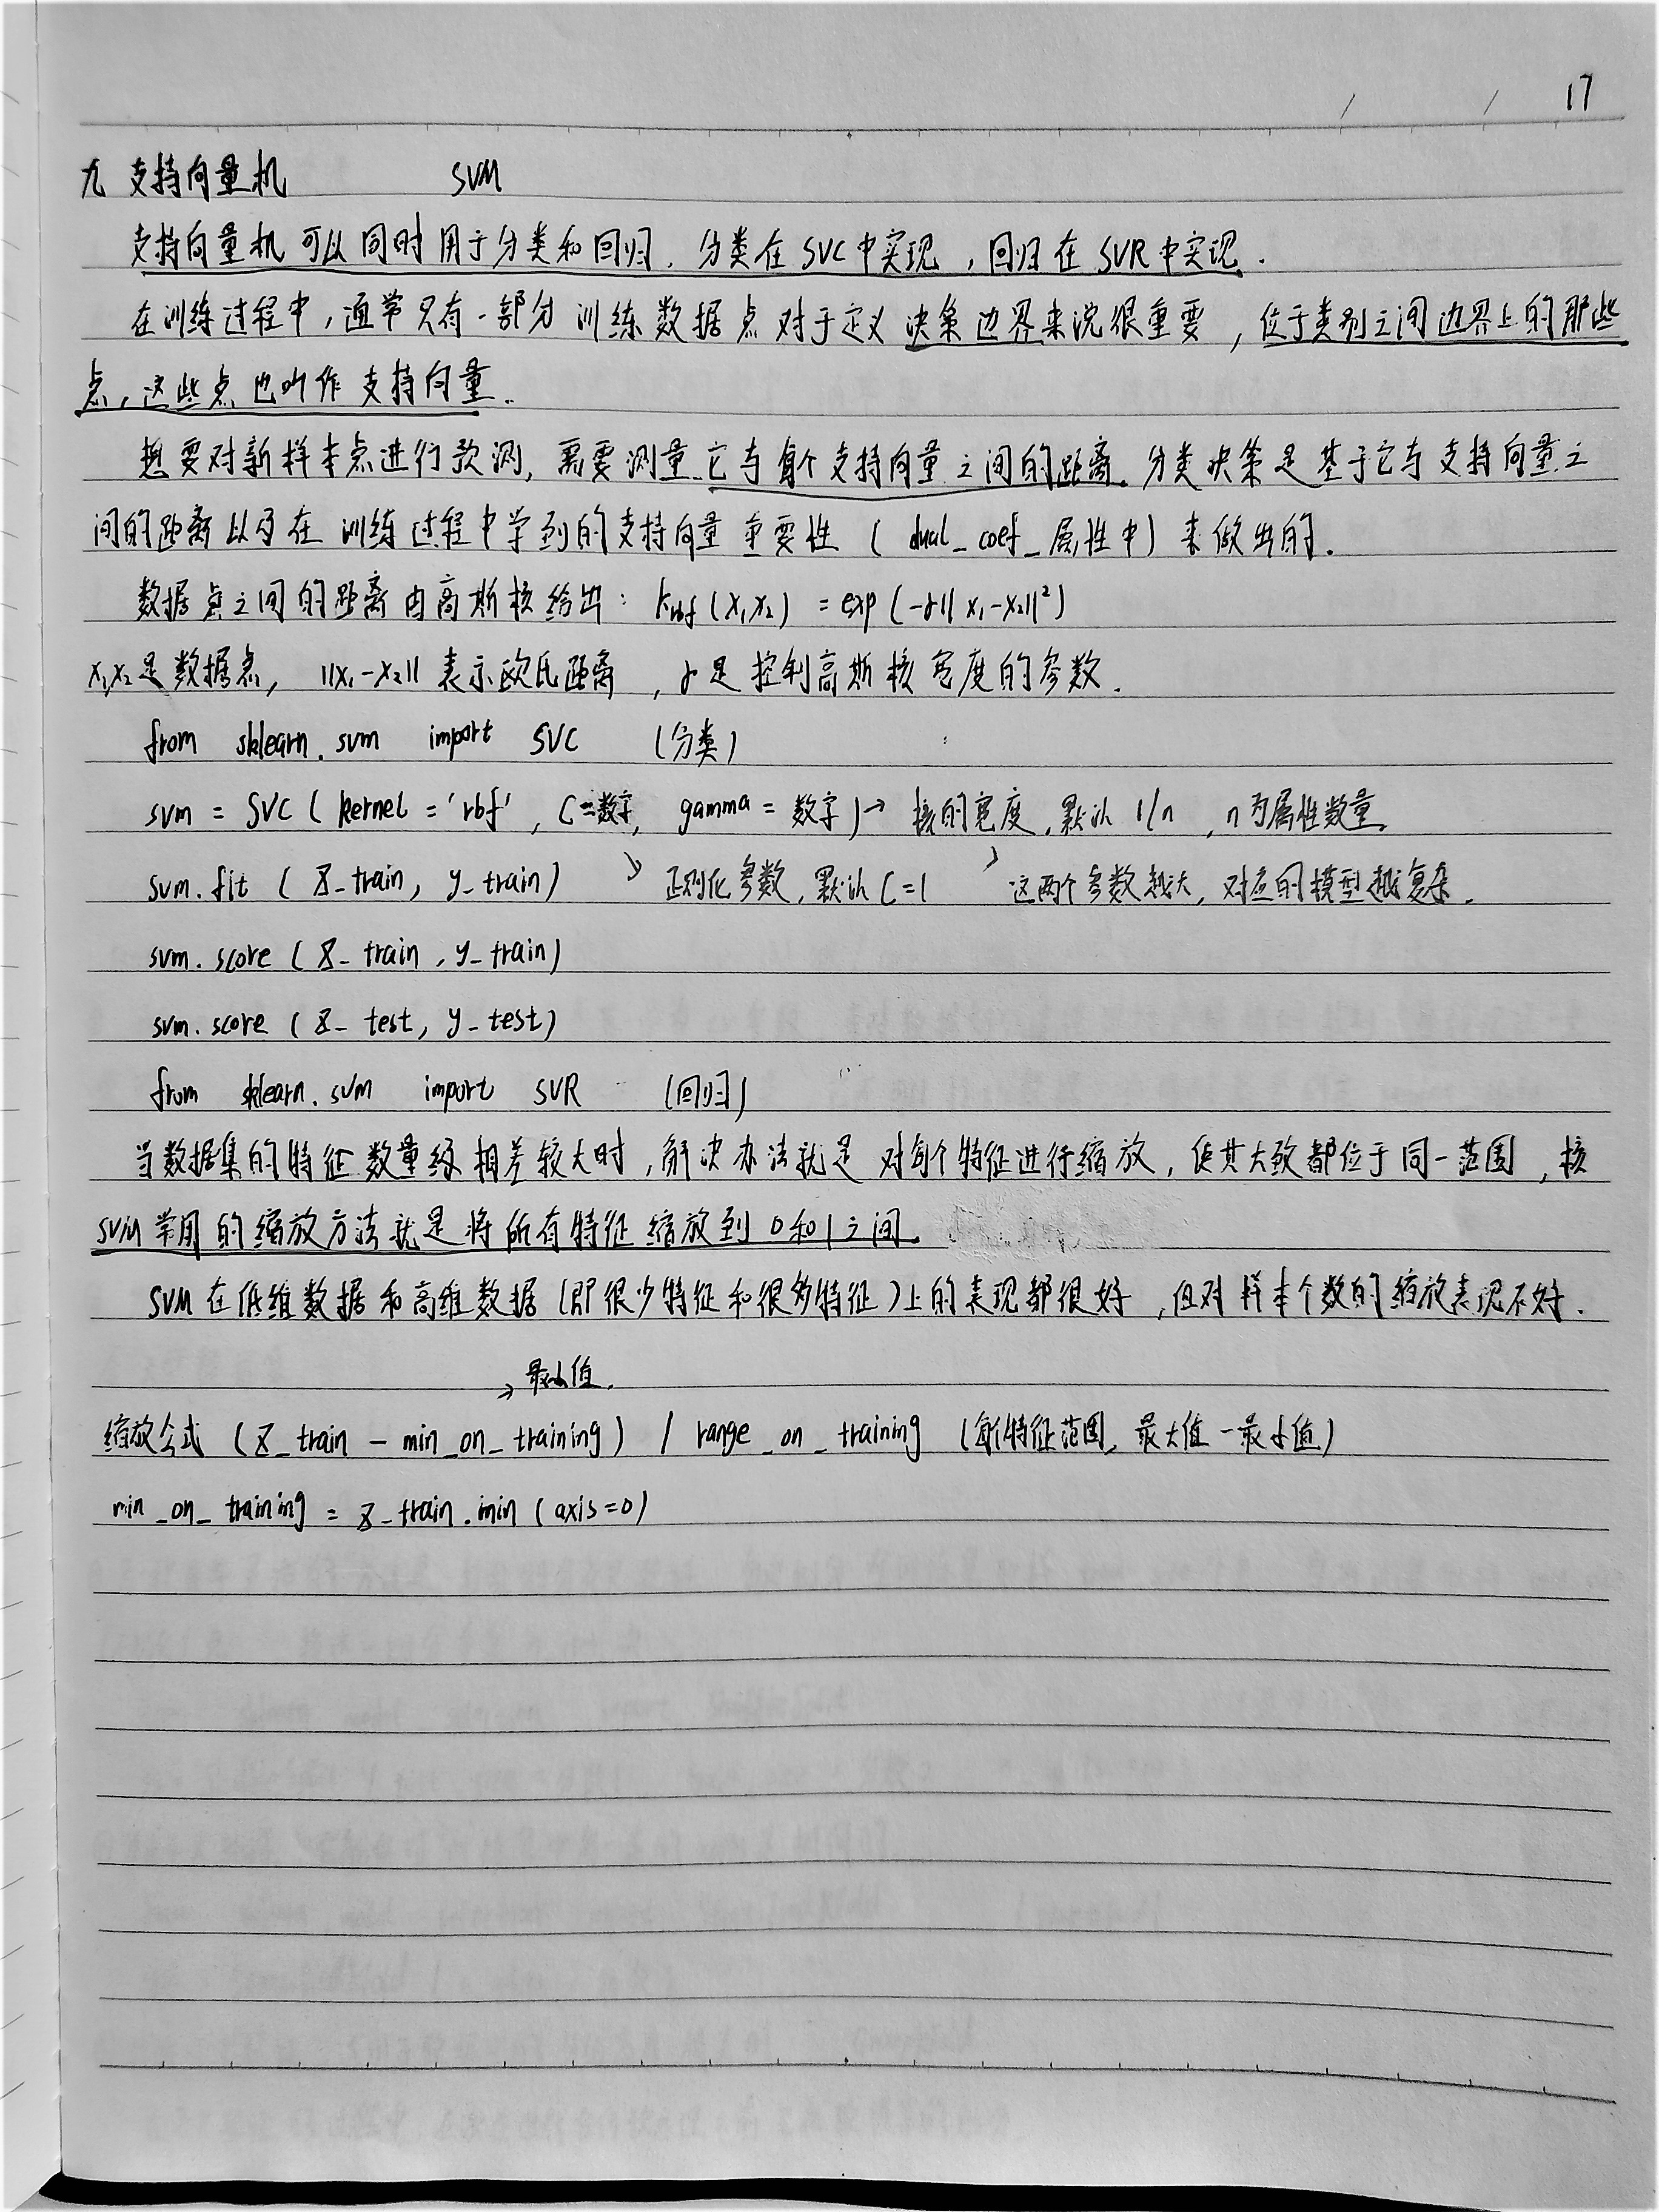 17
九 支持向量机 SVM
支持向量机可以同时用于分类和回归. 分类在SVC中实现,回归在SVR中实现.
在训练过程中,通常只有一部分训练数据点对于定义决策边界来说很重要,位于类别之间边界上的那些
点,这些点也叫作支持向量.
想要对新样本点进行预测,需要测量它与每个支持向量之间的距离. 分类决策是基于它与支持向量之
间的距离以及在训练过程中学到的支持向量重要性(dual_coef_属性中)来做出的.
数据点之间的距离由高斯核给出: krbf(x₁,x₂) = exp(-γ||x₁-x₂||²)
x₁,x₂是数据点, ||x₁-x₂||表示欧氏距离,γ是控制高斯核宽度的参数.
from sklearn.svm import SVC (分类)
svm = SVC(kernel='rbf', C=数字, gamma=数字)→核的宽度,默认1/n,n为属性数量.
svm.fit(X_train, y_train) ↘正则化参数,默认C=1 这两个参数越大,对应的模型越复杂.
svm.score(X_train, y_train)
svm.score(X_test, y_test)
from sklearn.svm import SVR (回归)
当数据集的特征数量级相差较大时,解决办法就是对每个特征进行缩放,使其大致都位于同一范围,核
SVM常用的缩放方法就是将所有特征缩放到0和1之间.
SVM在低维数据和高维数据(即很少特征和很多特征)上的表现都很好,但对样本个数的缩放表现不好.
→最小值.
缩放公式 (X_train - min_on_training) / range_on_training (每个特征范围,最大值-最小值)
min_on_training = X_train.min(axis=0)